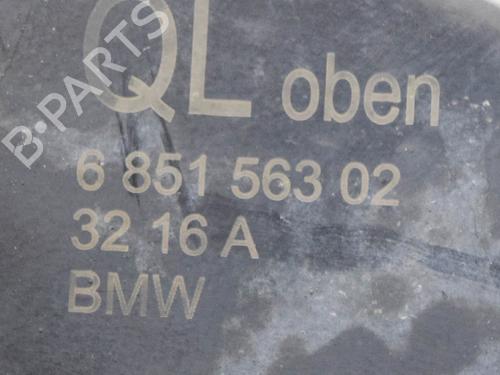 B-PARTS
QL oben
6 851 563 02
32 16 A
BMW